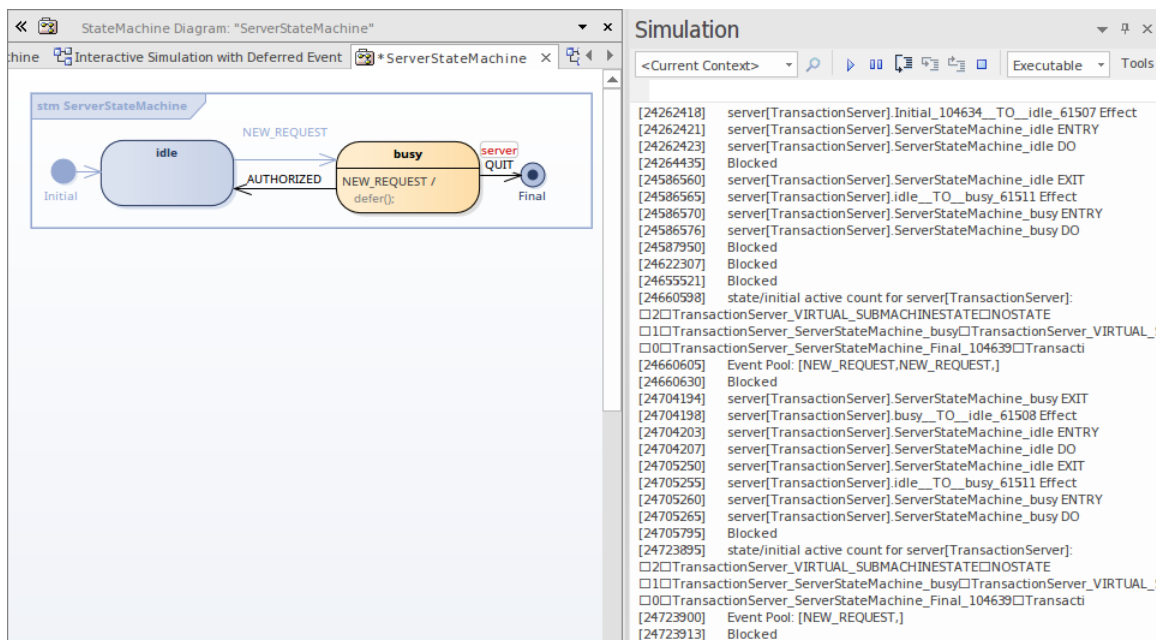 StateMachine Diagram: "ServerStateMachine"
hine
Interactive Simulation with Deferred Event
*ServerStateMachine
stm ServerStateMachine
NEW_REQUEST
idle
busy
server
QUIT
AUTHORIZED
NEW_REQUEST /
defer();
Initial
Final
Simulation
<Current Context>
Executable
Tools
[24262418] server[TransactionServer].Initial_104634__TO__idle_61507 Effect
[24262421] server[TransactionServer].ServerStateMachine_idle ENTRY
[24262423] server[TransactionServer].ServerStateMachine_idle DO
[24264435] Blocked
[24586560] server[TransactionServer].ServerStateMachine_idle EXIT
[24586565] server[TransactionServer].idle__TO__busy_61511 Effect
[24586570] server[TransactionServer].ServerStateMachine_busy ENTRY
[24586576] server[TransactionServer].ServerStateMachine_busy DO
[24587950] Blocked
[24622307] Blocked
[24655521] Blocked
[24660598] state/initial active count for server[TransactionServer]:
□2□TransactionServer_VIRTUAL_SUBMACHINESTATE□NOSTATE
□1□TransactionServer_ServerStateMachine_busy□TransactionServer_VIRTUAL_S
□0□TransactionServer_ServerStateMachine_Final_104639□Transacti
[24660605] Event Pool: [NEW_REQUEST,NEW_REQUEST,]
[24660630] Blocked
[24704194] server[TransactionServer].ServerStateMachine_busy EXIT
[24704198] server[TransactionServer].busy__TO__idle_61508 Effect
[24704203] server[TransactionServer].ServerStateMachine_idle ENTRY
[24704207] server[TransactionServer].ServerStateMachine_idle DO
[24705250] server[TransactionServer].ServerStateMachine_idle EXIT
[24705255] server[TransactionServer].idle__TO__busy_61511 Effect
[24705260] server[TransactionServer].ServerStateMachine_busy ENTRY
[24705265] server[TransactionServer].ServerStateMachine_busy DO
[24705795] Blocked
[24723895] state/initial active count for server[TransactionServer]:
□2□TransactionServer_VIRTUAL_SUBMACHINESTATE□NOSTATE
□1□TransactionServer_ServerStateMachine_busy□TransactionServer_VIRTUAL_S
□0□TransactionServer_ServerStateMachine_Final_104639□Transacti
[24723900] Event Pool: [NEW_REQUEST,]
[24723913] Blocked